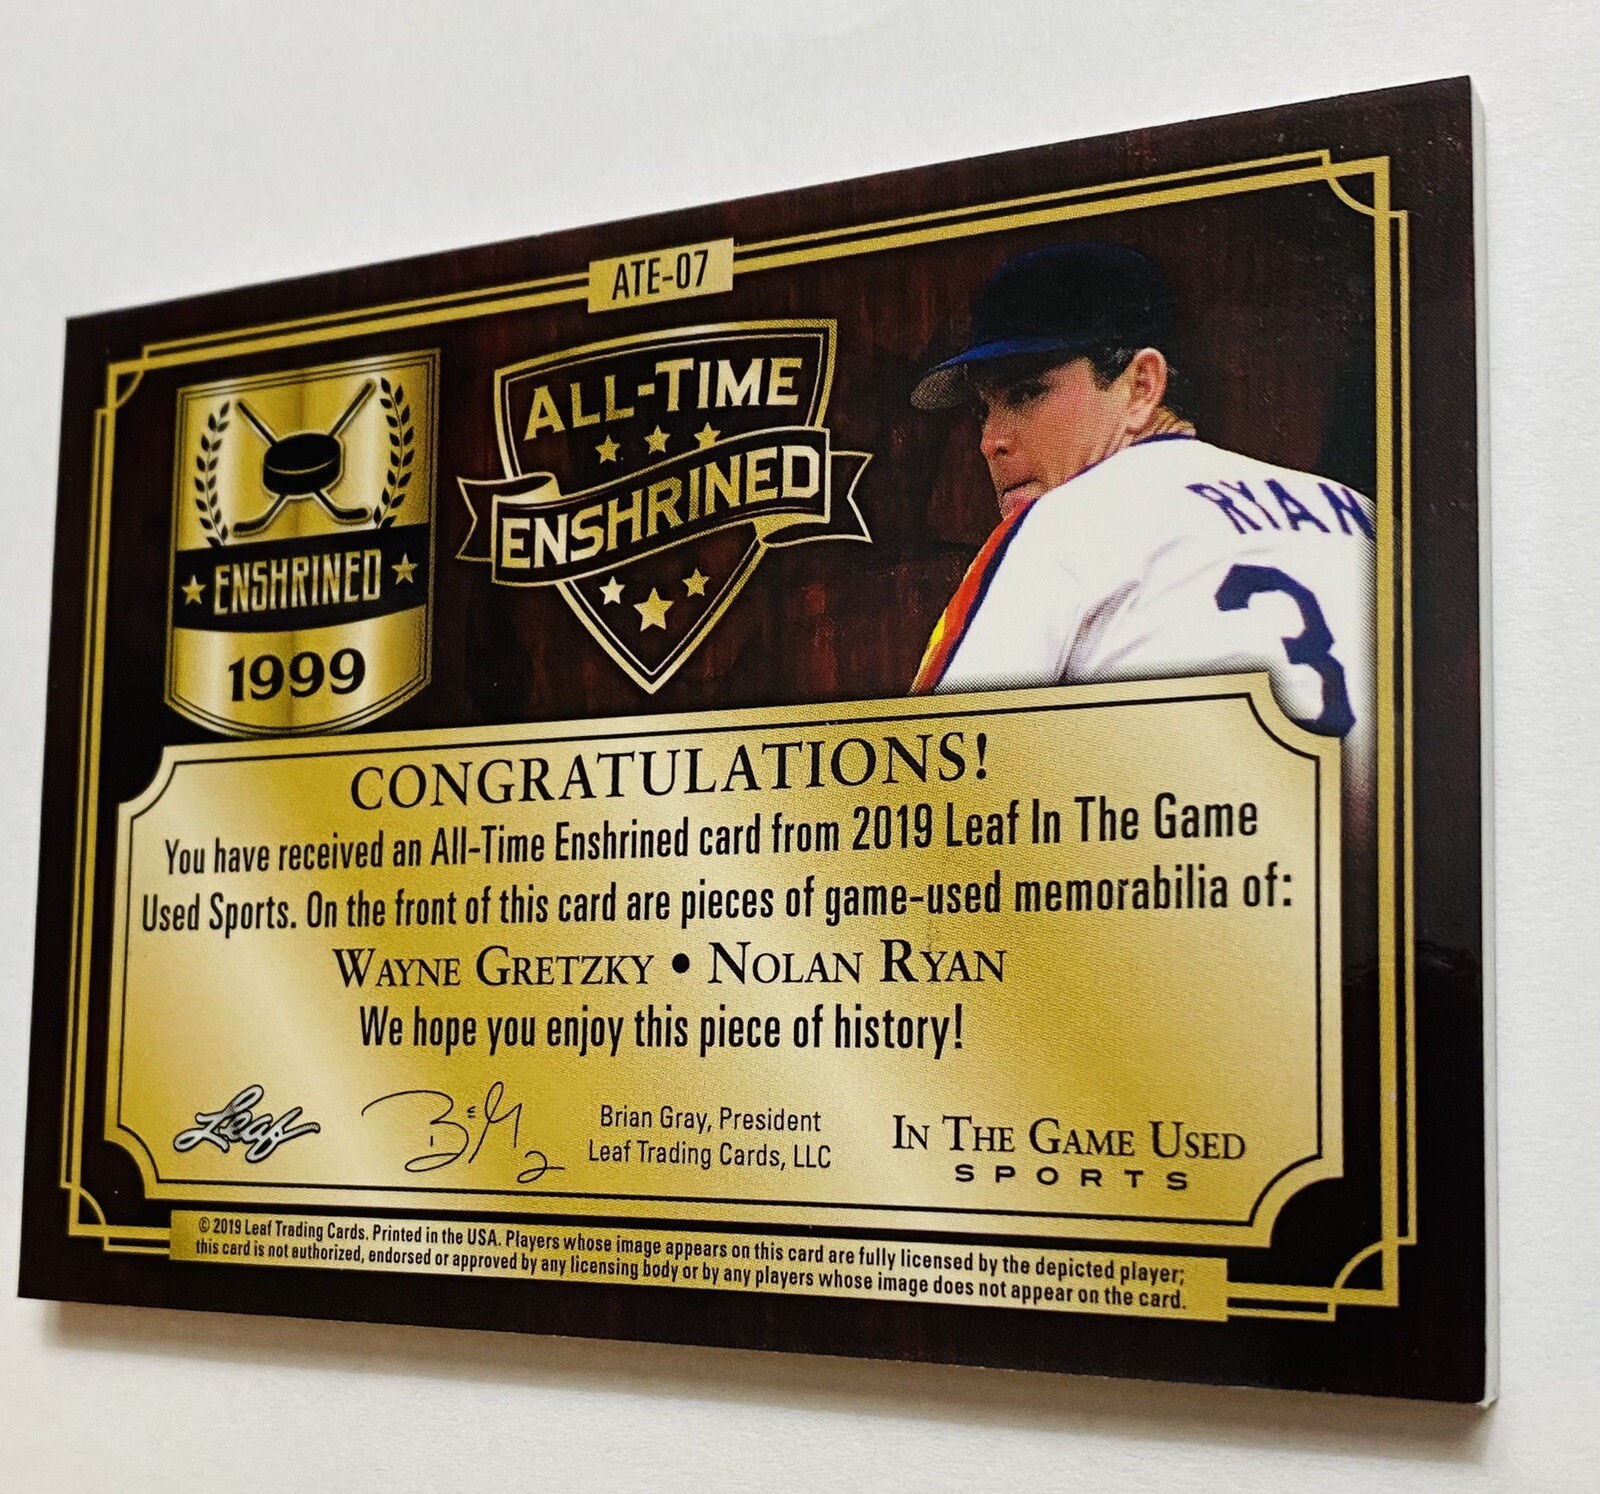 ATE-07
ALL-TIME
ENSHRINED
ENSHRINED
1999
RYAN
3
CONGRATULATIONS!
You have received an All-Time Enshrined card from 2019 Leaf In The Game
Used Sports. On the front of this card are pieces of game-used memorabilia of:
WAYNE GRETZKY • NOLAN RYAN
We hope you enjoy this piece of history!
Leaf
Brian Gray, President
Leaf Trading Cards, LLC
IN THE GAME USED
SPORTS
© 2019 Leaf Trading Cards. Printed in the USA. Players whose image appears on this card are fully licensed by the depicted player;
this card is not authorized, endorsed or approved by any licensing body or by any players whose image does not appear on the card.